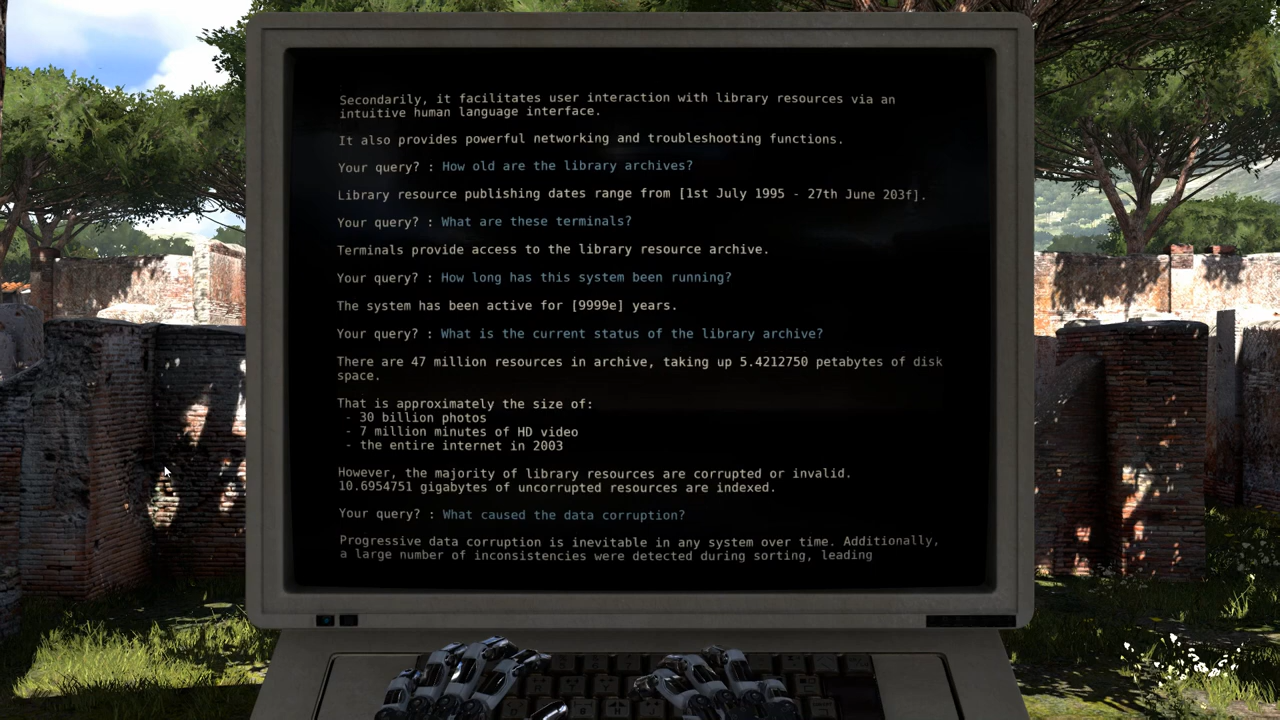 Secondarily, it facilitates user interaction with library resources via an
intuitive human language interface.
It also provides powerful networking and troubleshooting functions.
Your query? : How old are the library archives?
Library resource publishing dates range from [1st July 1995 - 27th June 203f].
Your query? : What are these terminals?
Terminals provide access to the library resource archive.
Your query? : How long has this system been running?
The system has been active for [9999e] years.
Your query? : What is the current status of the library archive?
There are 47 million resources in archive, taking up 5.4212750 petabytes of disk
space.
That is approximately the size of:
- 30 billion photos
- 7 million minutes of HD video
- the entire internet in 2003
However, the majority of library resources are corrupted or invalid.
10.6954751 gigabytes of uncorrupted resources are indexed.
Your query? : What caused the data corruption?
Progressive data corruption is inevitable in any system over time. Additionally,
a large number of inconsistencies were detected during sorting, leading